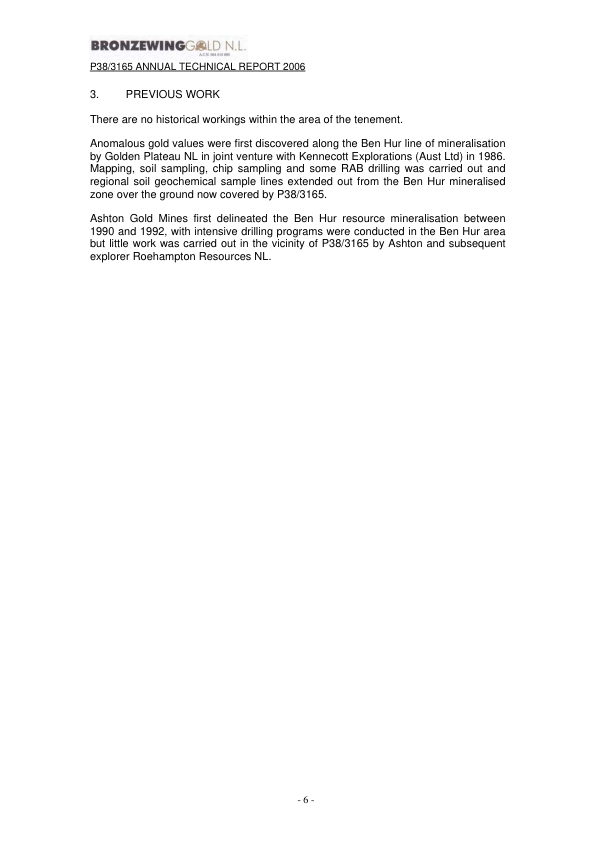 BRONZEWING GOLD N.L.
P38/3165 ANNUAL TECHNICAL REPORT 2006
3. PREVIOUS WORK
There are no historical workings within the area of the tenement.
Anomalous gold values were first discovered along the Ben Hur line of mineralisation
by Golden Plateau NL in joint venture with Kennecott Explorations (Aust Ltd) in 1986.
Mapping, soil sampling, chip sampling and some RAB drilling was carried out and
regional soil geochemical sample lines extended out from the Ben Hur mineralised
zone over the ground now covered by P38/3165.
Ashton Gold Mines first delineated the Ben Hur resource mineralisation between
1990 and 1992, with intensive drilling programs were conducted in the Ben Hur area
but little work was carried out in the vicinity of P38/3165 by Ashton and subsequent
explorer Roehampton Resources NL.
- 6 -